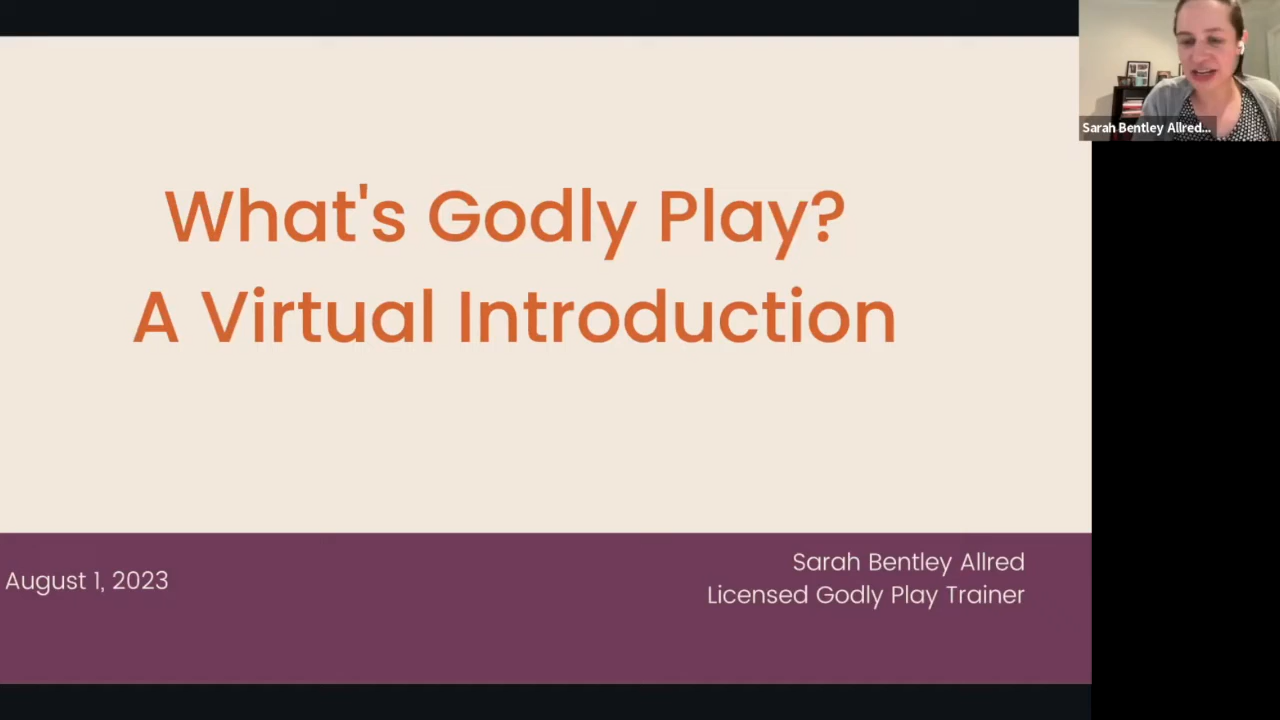 What's Godly Play?
A Virtual Introduction
August 1, 2023
Sarah Bentley Allred
Licensed Godly Play Trainer
Sarah Bentley Allred...